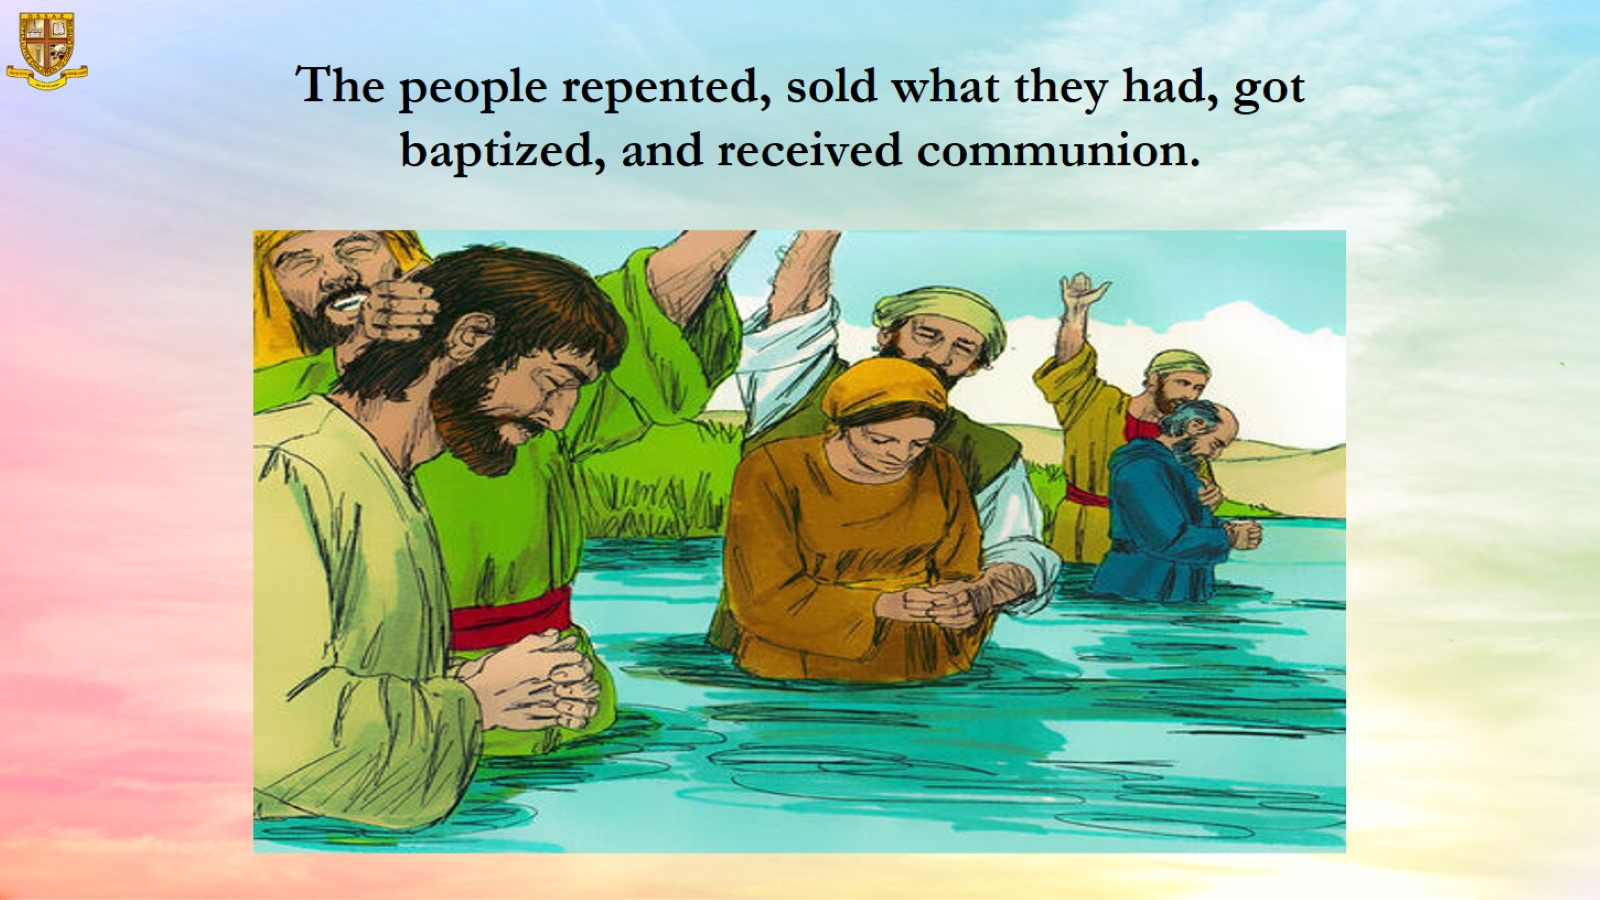 The people repented, sold what they had, got
baptized, and received communion.